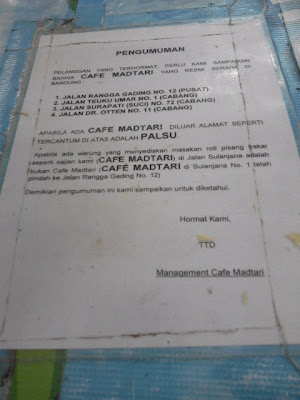 PENGUMUMAN
PELANGGAN YANG TERHORMAT, PERLU KAMI SAMPAIKAN
BAHWA CAFE MADTARI YANG RESMI BERADA DI
BANDUNG :
1. JALAN RANGGA GADING NO. 12 (PUSAT)
2. JALAN TEUKU UMAR NO. 1 (CABANG)
3. JALAN SURAPATI (SUCI) NO. 72 (CABANG)
4. JALAN DR. OTTEN NO. 11 (CABANG)
APABILA ADA CAFE MADTARI DILUAR ALAMAT SEPERTI
TERCANTUM DI ATAS ADALAH PALSU
Apabila ada warung yang menyediakan masakan roti pisang bakar
(seperti sajian kami (CAFE MADTARI) di Jalan Sulanjana adalah
bukan Cafe Madtari (CAFÉ MADTARI di Sulanjana No. 1 telah
pindah ke Jalan Rangga Gading No. 12)
Demikian pengumuman ini kami sampaikan untuk diketahui.
Hormat Kami,
TTD
Management Cafe Madtari